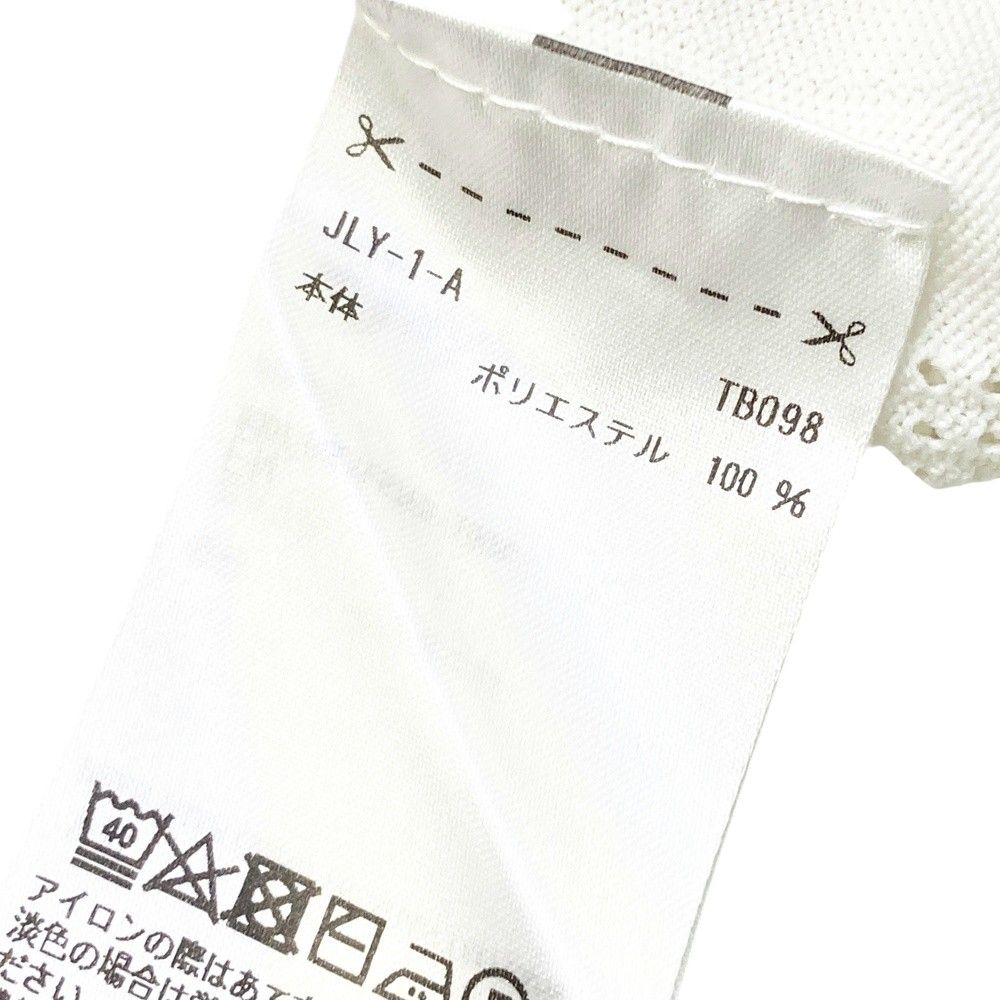 JLY-1-A
本体
TB098
ポリエステル 100 %
40
アイロンの際はあて
淡色の場合は
ださい